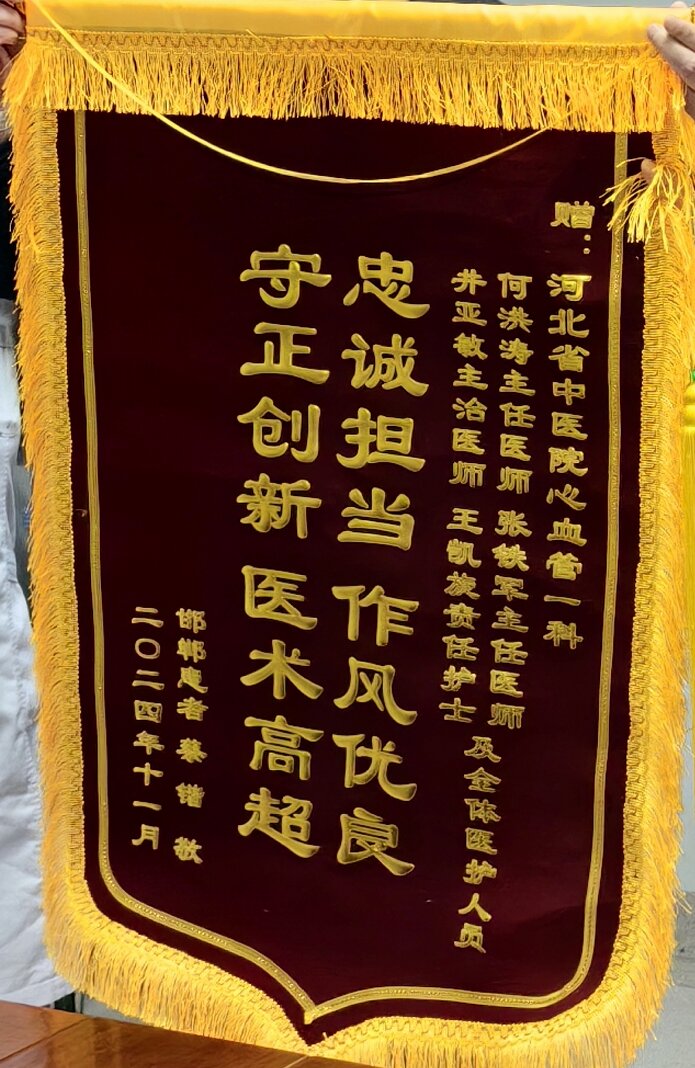 赠：河北省中医院心血管一科
何洪涛主任医师 张铁军主任医师
井亚敏主治医师 王凯族责任护士
及全体医护人员
忠诚担当 作风优良
守正创新 医术高超
邯郸患者 蔡锴 敬
二〇二四年十一月